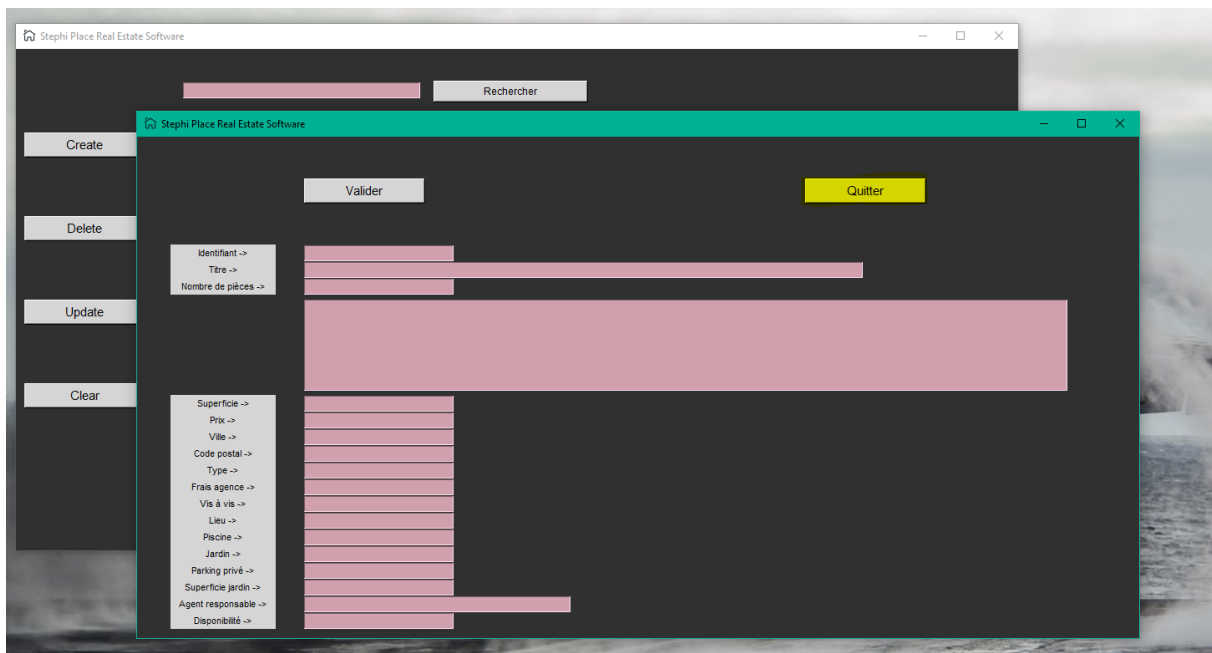 Stephi Place Real Estate Software
Rechercher
Create
Delete
Update
Clear
Stephi Place Real Estate Software
Valider
Quitter
Identifiant ->
Titre ->
Nombre de pièces ->
Superficie ->
Prix ->
Ville ->
Code postal ->
Type ->
Frais agence ->
Vis à vis ->
Lieu ->
Piscine ->
Jardin ->
Parking privé ->
Superficie jardin ->
Agent responsable ->
Disponibilité ->